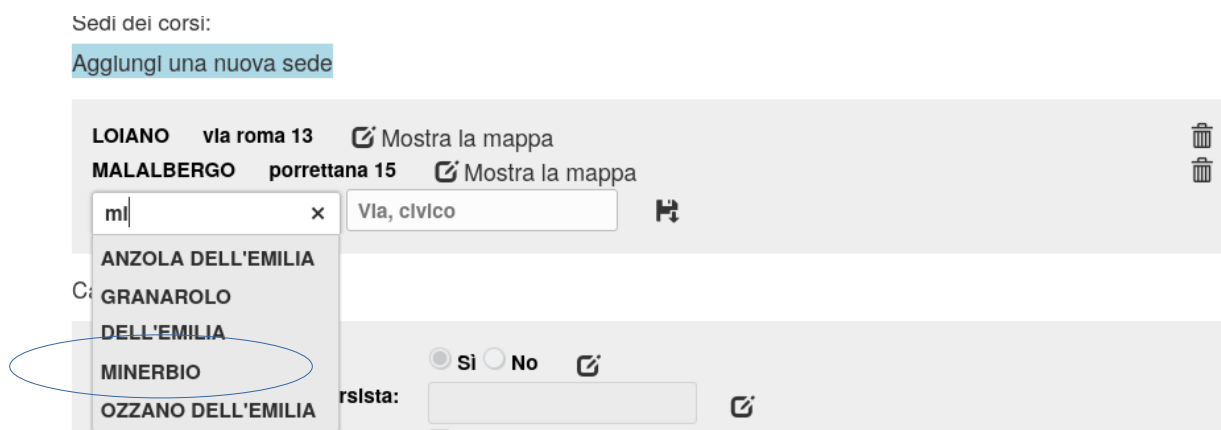 Sedi dei corsi:
Aggiungi una nuova sede
LOIANO via roma 13 Mostra la mappa
MALALBERGO porrettana 15 Mostra la mappa
mi × Via, civico
ANZOLA DELL'EMILIA
GRANAROLO
DELL'EMILIA
MINERBIO
Sì No
OZZANO DELL'EMILIA